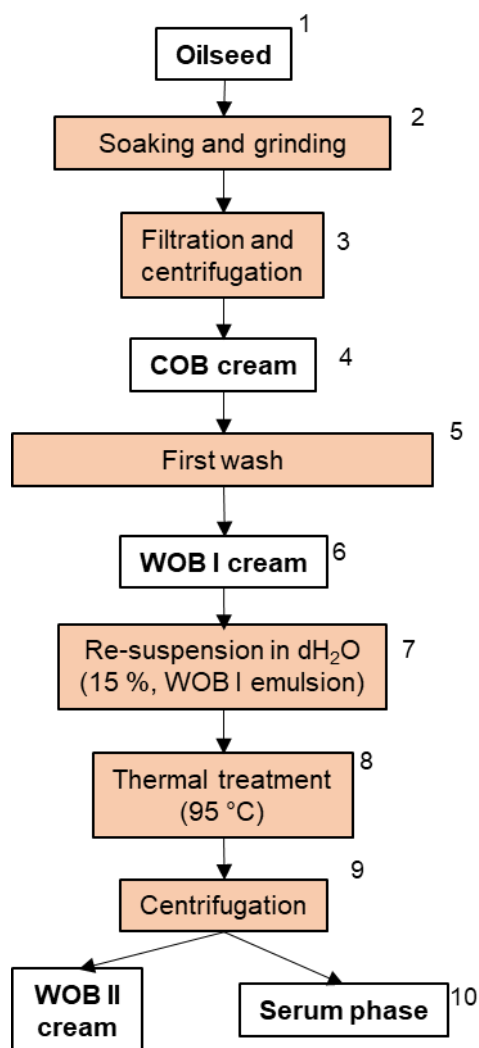 1
Oilseed
2
Soaking and grinding
3
Filtration and
centrifugation
COB cream
4
5
First wash
WOB I cream
6
Re-suspension in dH₂O
(15 %, WOB I emulsion)
7
8
Thermal treatment
(95 °C)
9
Centrifugation
WOB II
cream
Serum phase
10